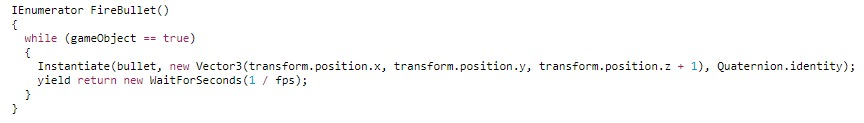 IEnumerator FireBullet()
{
  while (gameObject == true)
  {
    Instantiate(bullet, new Vector3(transform.position.x, transform.position.y, transform.position.z + 1), Quaternion.identity);
    yield return new WaitForSeconds(1 / fps);
  }
}